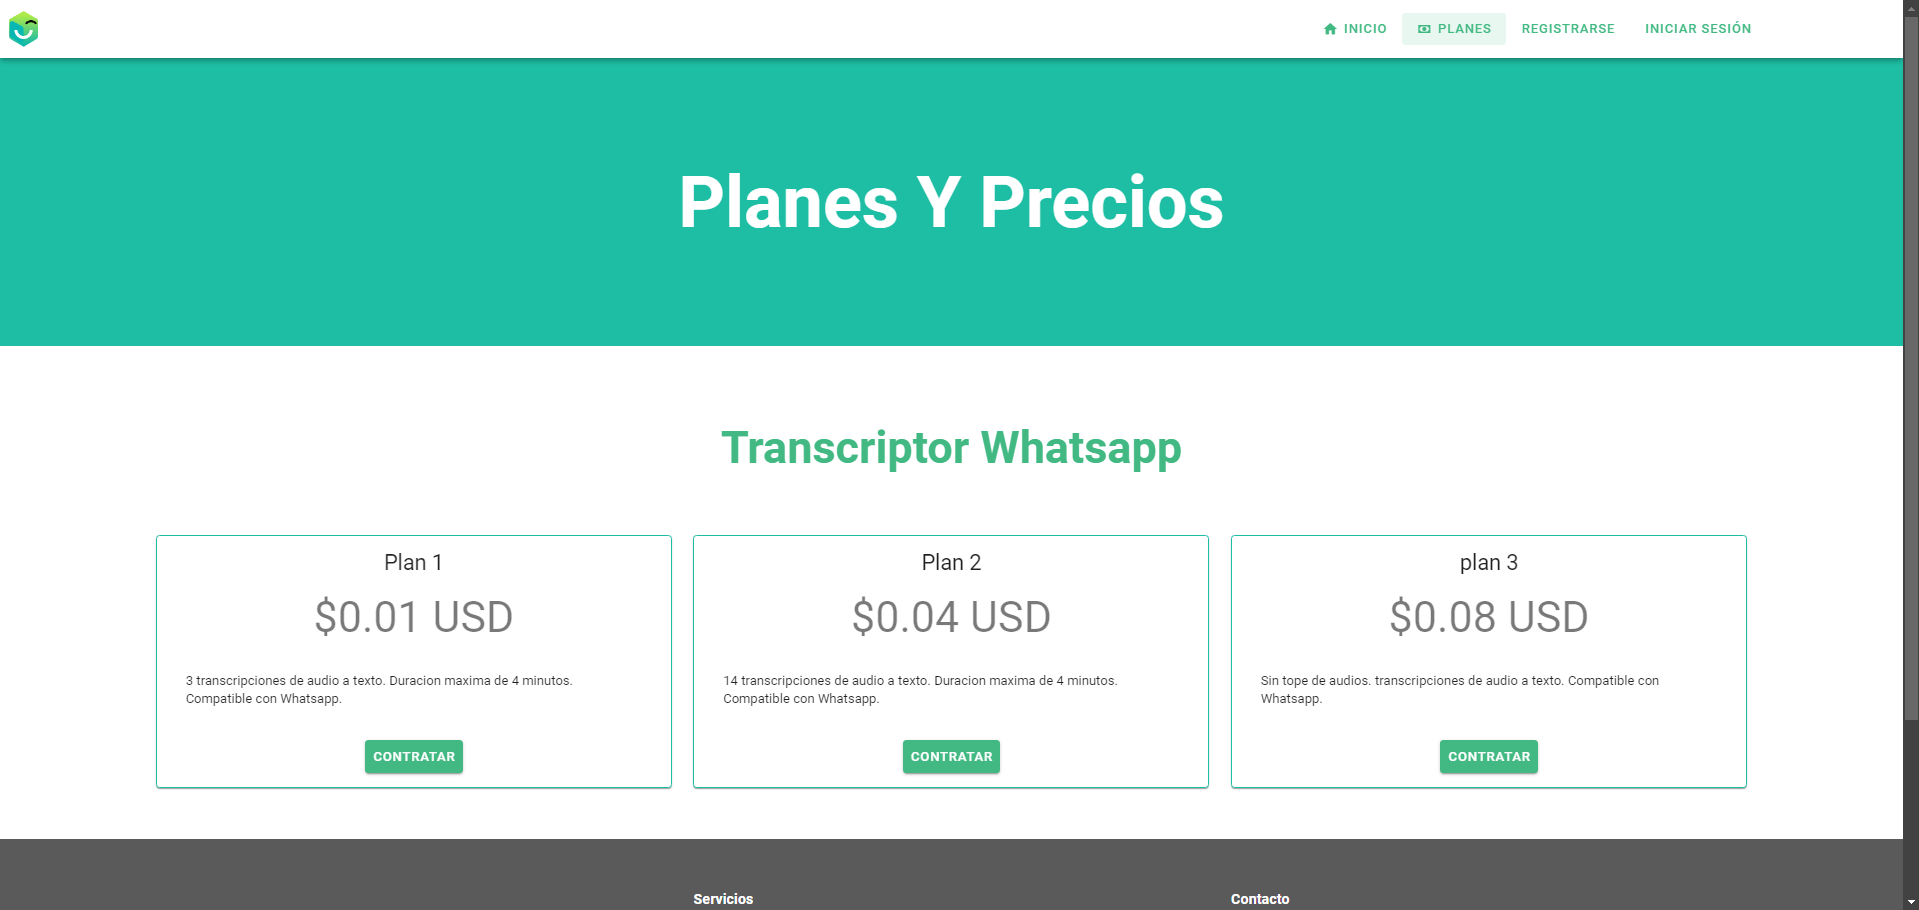 INICIO
PLANES
REGISTRARSE
INICIAR SESIÓN
Planes Y Precios
Transcriptor Whatsapp
Plan 1
$0.01 USD
3 transcripciones de audio a texto. Duracion maxima de 4 minutos.
Compatible con Whatsapp.
CONTRATAR
Plan 2
$0.04 USD
14 transcripciones de audio a texto. Duracion maxima de 4 minutos.
Compatible con Whatsapp.
CONTRATAR
plan 3
$0.08 USD
Sin tope de audios. transcripciones de audio a texto. Compatible con
Whatsapp.
CONTRATAR
Servicios
Contacto